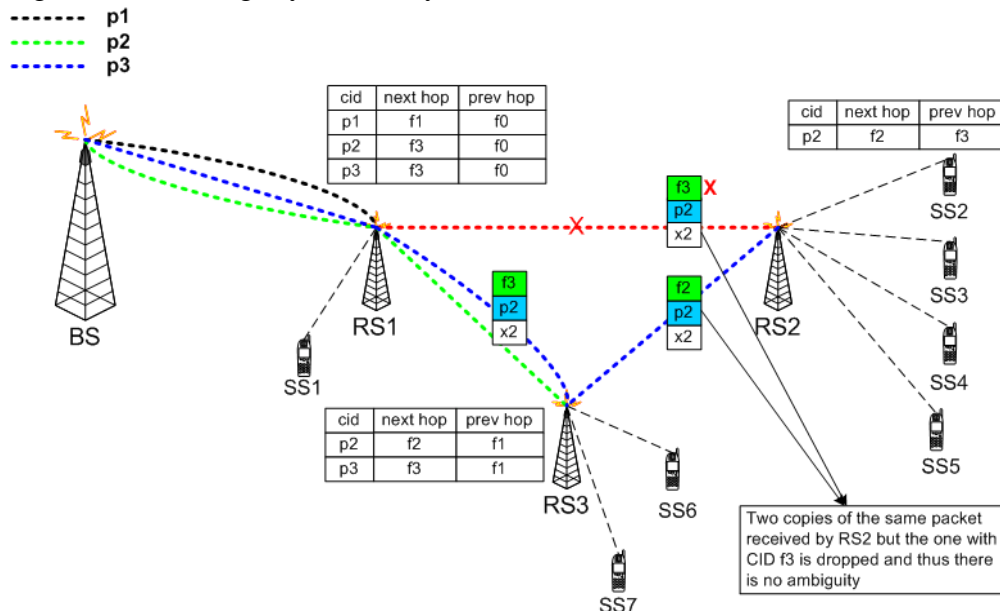 p1
p2
p3
cid next hop prev hop
p1 f1 f0
p2 f3 f0
p3 f3 f0
cid next hop prev hop
p2 f2 f3
f3 X
p2
x2
X
SS2
SS3
SS4
SS5
BS
RS1
RS2
SS1
f3
p2
x2
f2
p2
x2
cid next hop prev hop
p2 f2 f1
p3 f3 f1
RS3
SS6
SS7
Two copies of the same packet
received by RS2 but the one with
CID f3 is dropped and thus there
is no ambiguity